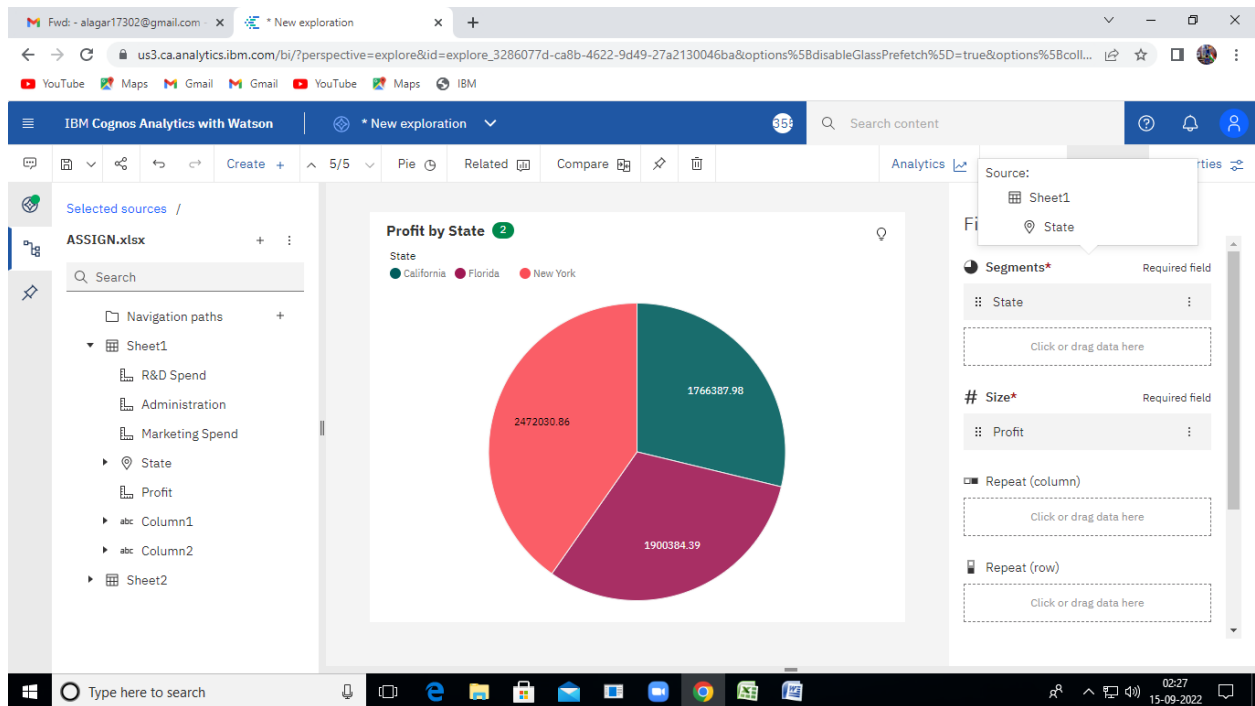 Fwd: - alagar17302@gmail.com -
* New exploration
us3.ca.analytics.ibm.com/bi/?perspective=explore&id=explore_3286077d-ca8b-4622-9d49-27a2130046ba&options%5BdisableGlassPrefetch%5D=true&options%5Bcoll...
YouTube Maps Gmail Gmail YouTube Maps IBM
IBM Cognos Analytics with Watson * New exploration Search content
Create + 5/5 Pie Related Compare Analytics
Source:
Sheet1
State
Selected sources /
ASSIGN.xlsx
Search
Navigation paths
Sheet1
R&D Spend
Administration
Marketing Spend
State
Profit
abc Column1
abc Column2
Sheet2
Profit by State 2
State
California Florida New York
1766387.98
2472030.86
1900384.39
Segments* Required field
State
Click or drag data here
# Size* Required field
Profit
Repeat (column)
Click or drag data here
Repeat (row)
Click or drag data here
Type here to search
02:27
15-09-2022